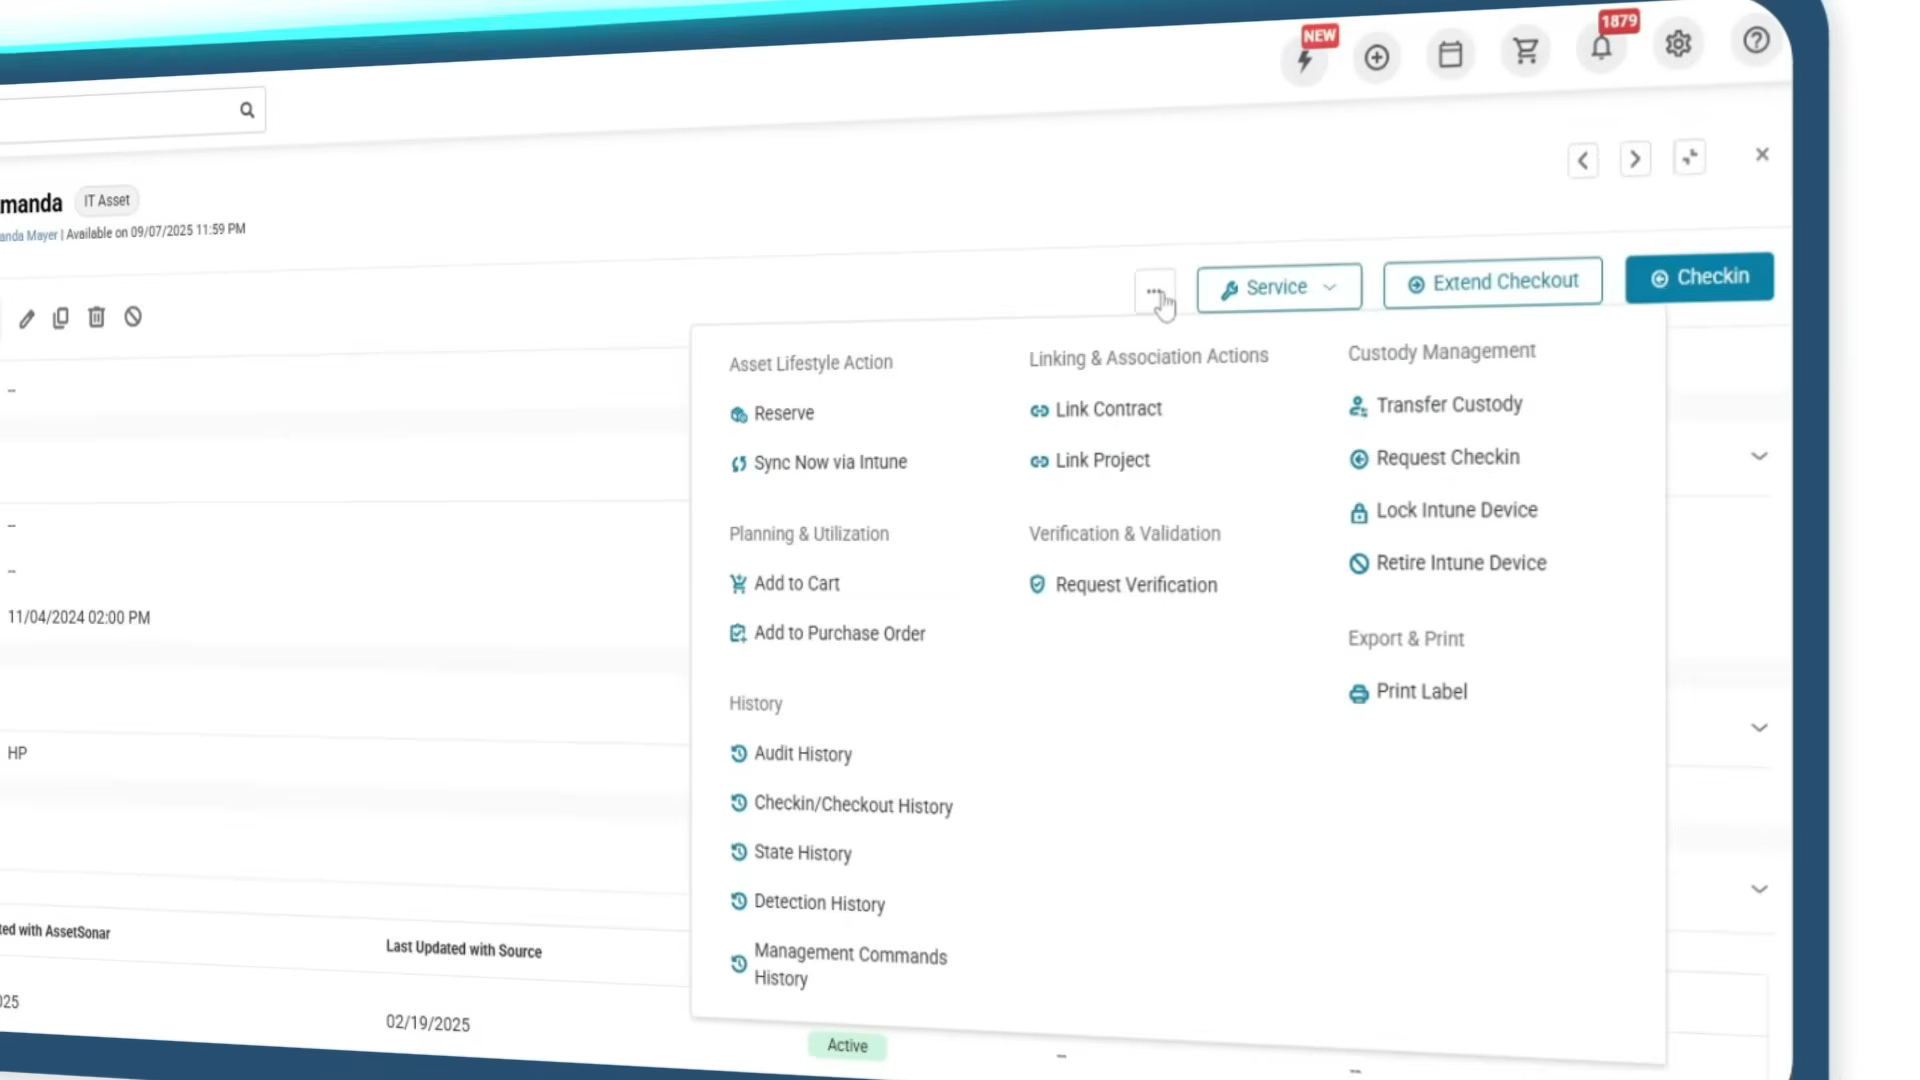 NEW
1879
manda
IT Asset
anda Mayer | Available on 09/07/2025 11:59 PM
Service
Extend Checkout
Checkin
Asset Lifestyle Action
Reserve
Sync Now via Intune
Planning & Utilization
Add to Cart
Add to Purchase Order
History
Audit History
Checkin/Checkout History
State History
Detection History
Management Commands
History
Linking & Association Actions
Link Contract
Link Project
Verification & Validation
Request Verification
Custody Management
Transfer Custody
Request Checkin
Lock Intune Device
Retire Intune Device
Export & Print
Print Label
--
--
--
11/04/2024 02:00 PM
HP
ted with AssetSonar
Last Updated with Source
025
02/19/2025
Active
--
--